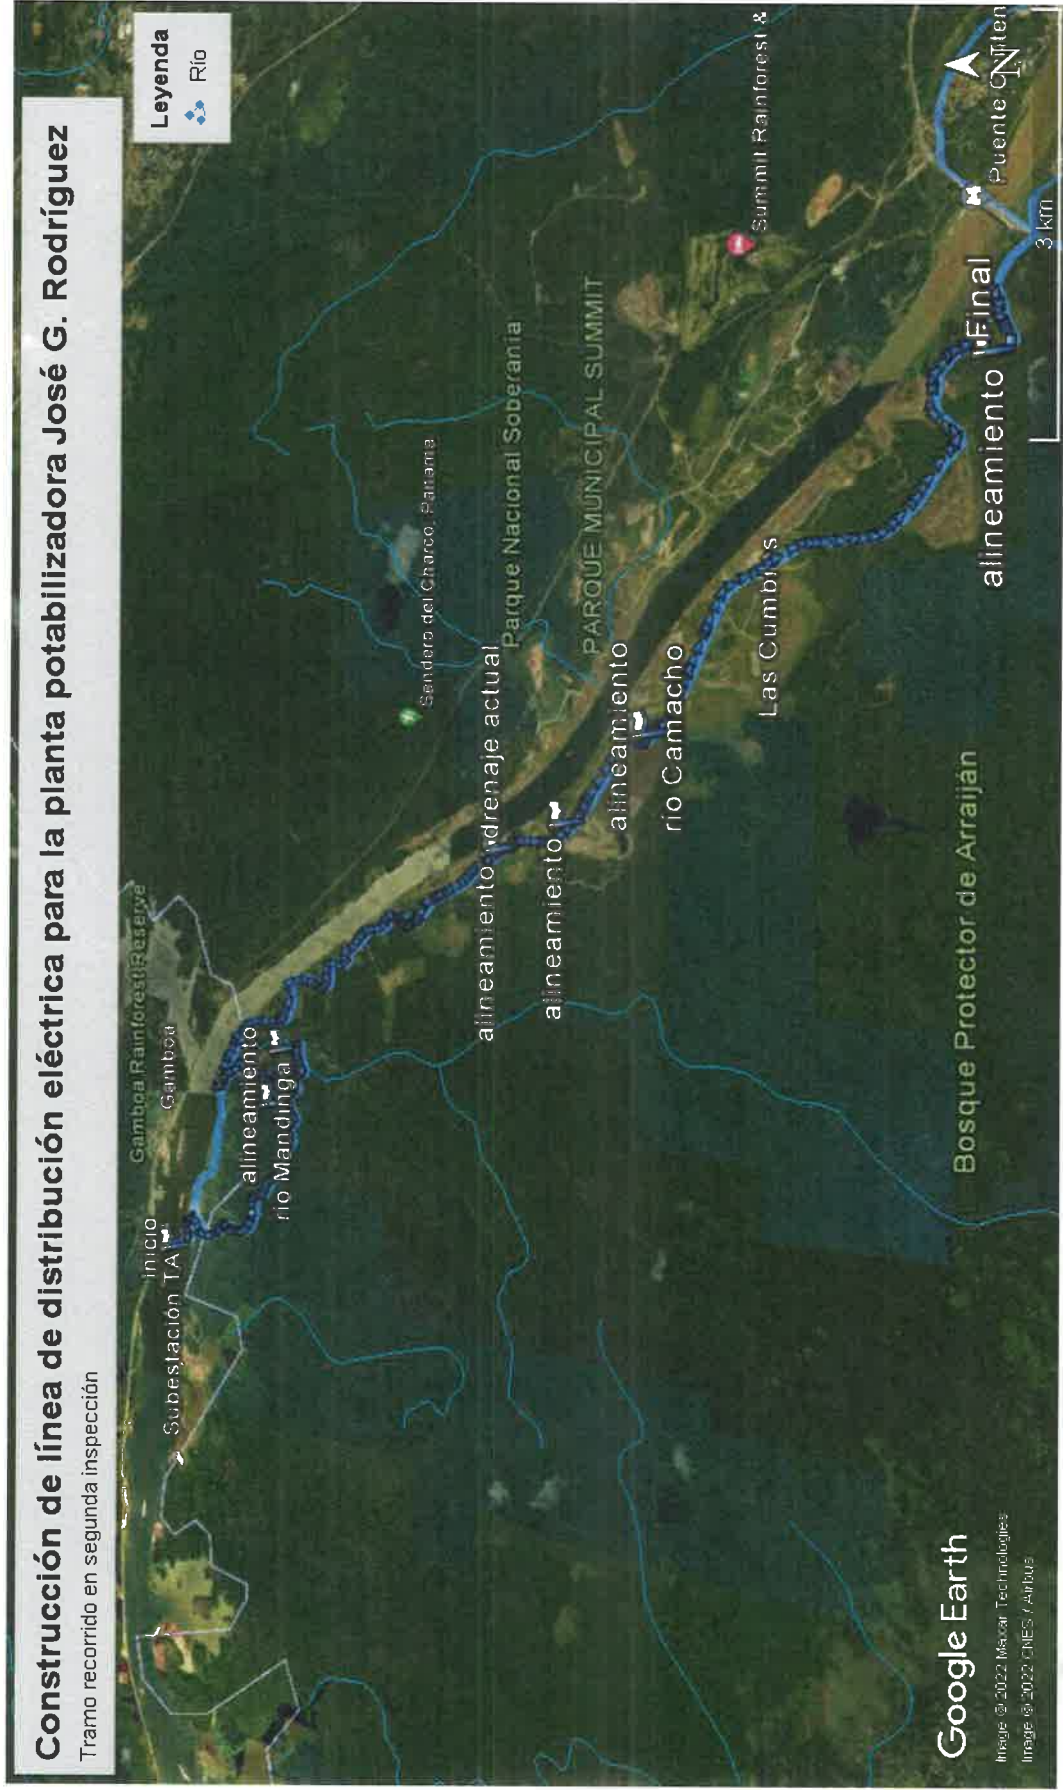 Construcción de línea de distribución eléctrica para la planta potabilizadora José G. Rodríguez
Tramo recorrido en segunda inspección
Leyenda
Río
Gamboa Rainforest Reserve
Gamboa
Inicio
Subestación TA
alineamiento
río Mandinga
Sendero del Charco, Panama
Parque Nacional Soberania
alineamiento drenaje actual
alineamiento
PARQUE MUNICIPAL SUMMIT
alineamiento
río Camacho
Summit Rainforest &
Las Cumbres
Bosque Protector de Arraiján
alineamiento
Final
Puente
N
3 km
Google Earth
Image © 2022 Maxar Technologies
Image © 2022 CNES / Airbus